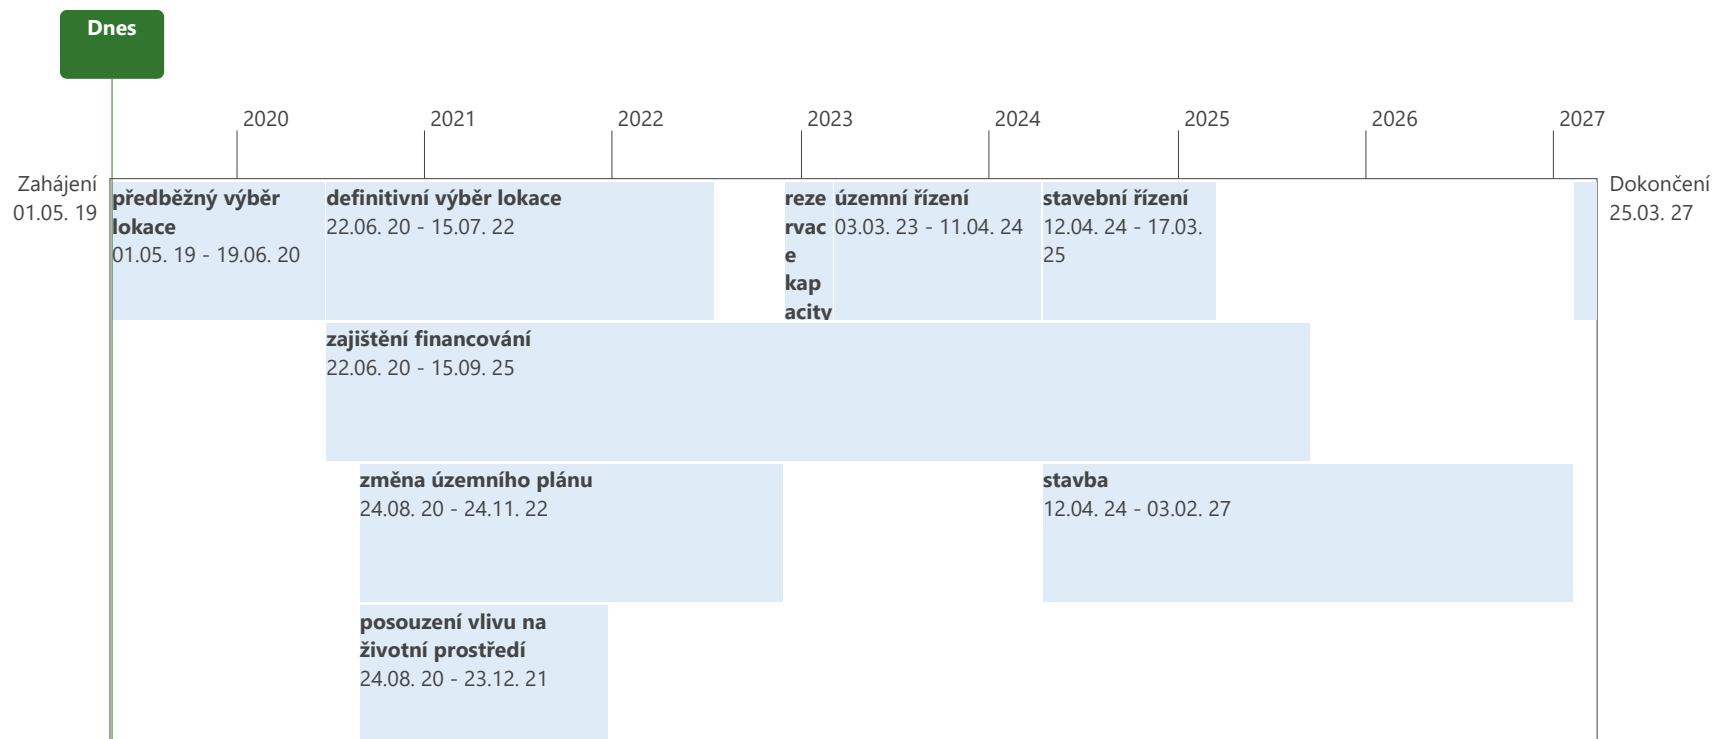 Dnes
2020
2021
2022
2023
2024
2025
2026
2027
Zahájení
01.05. 19
předběžný výběr
lokace
01.05. 19 - 19.06. 20
definitivní výběr lokace
22.06. 20 - 15.07. 22
reze
rvac
e
kap
acity
územní řízení
03.03. 23 - 11.04. 24
stavební řízení
12.04. 24 - 17.03.
25
Dokončení
25.03. 27
zajištění financování
22.06. 20 - 15.09. 25
změna územního plánu
24.08. 20 - 24.11. 22
stavba
12.04. 24 - 03.02. 27
posouzení vlivu na
životní prostředí
24.08. 20 - 23.12. 21